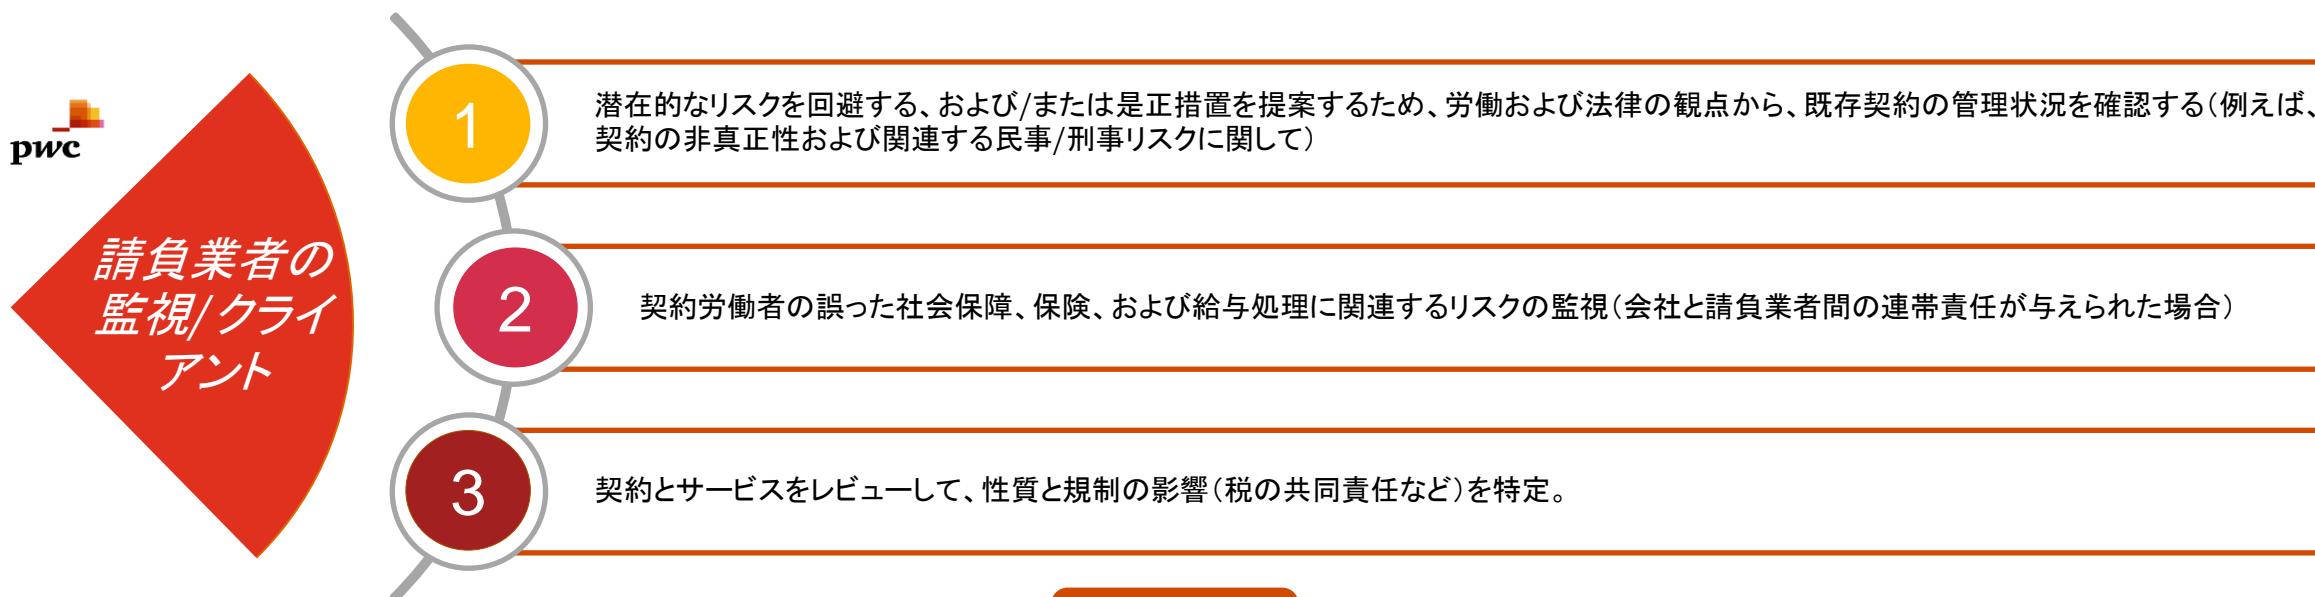 pwc
請負業者の
監視/クライ
アント
1
潜在的なリスクを回避する、および/または是正措置を提案するため、労働および法律の観点から、既存契約の管理状況を確認する(例えば、
契約の非真正性および関連する民事/刑事リスクに関して)
2
契約労働者の誤った社会保障、保険、および給与処理に関連するリスクの監視(会社と請負業者間の連帯責任が与えられた場合)
3
契約とサービスをレビューして、性質と規制の影響(税の共同責任など)を特定。